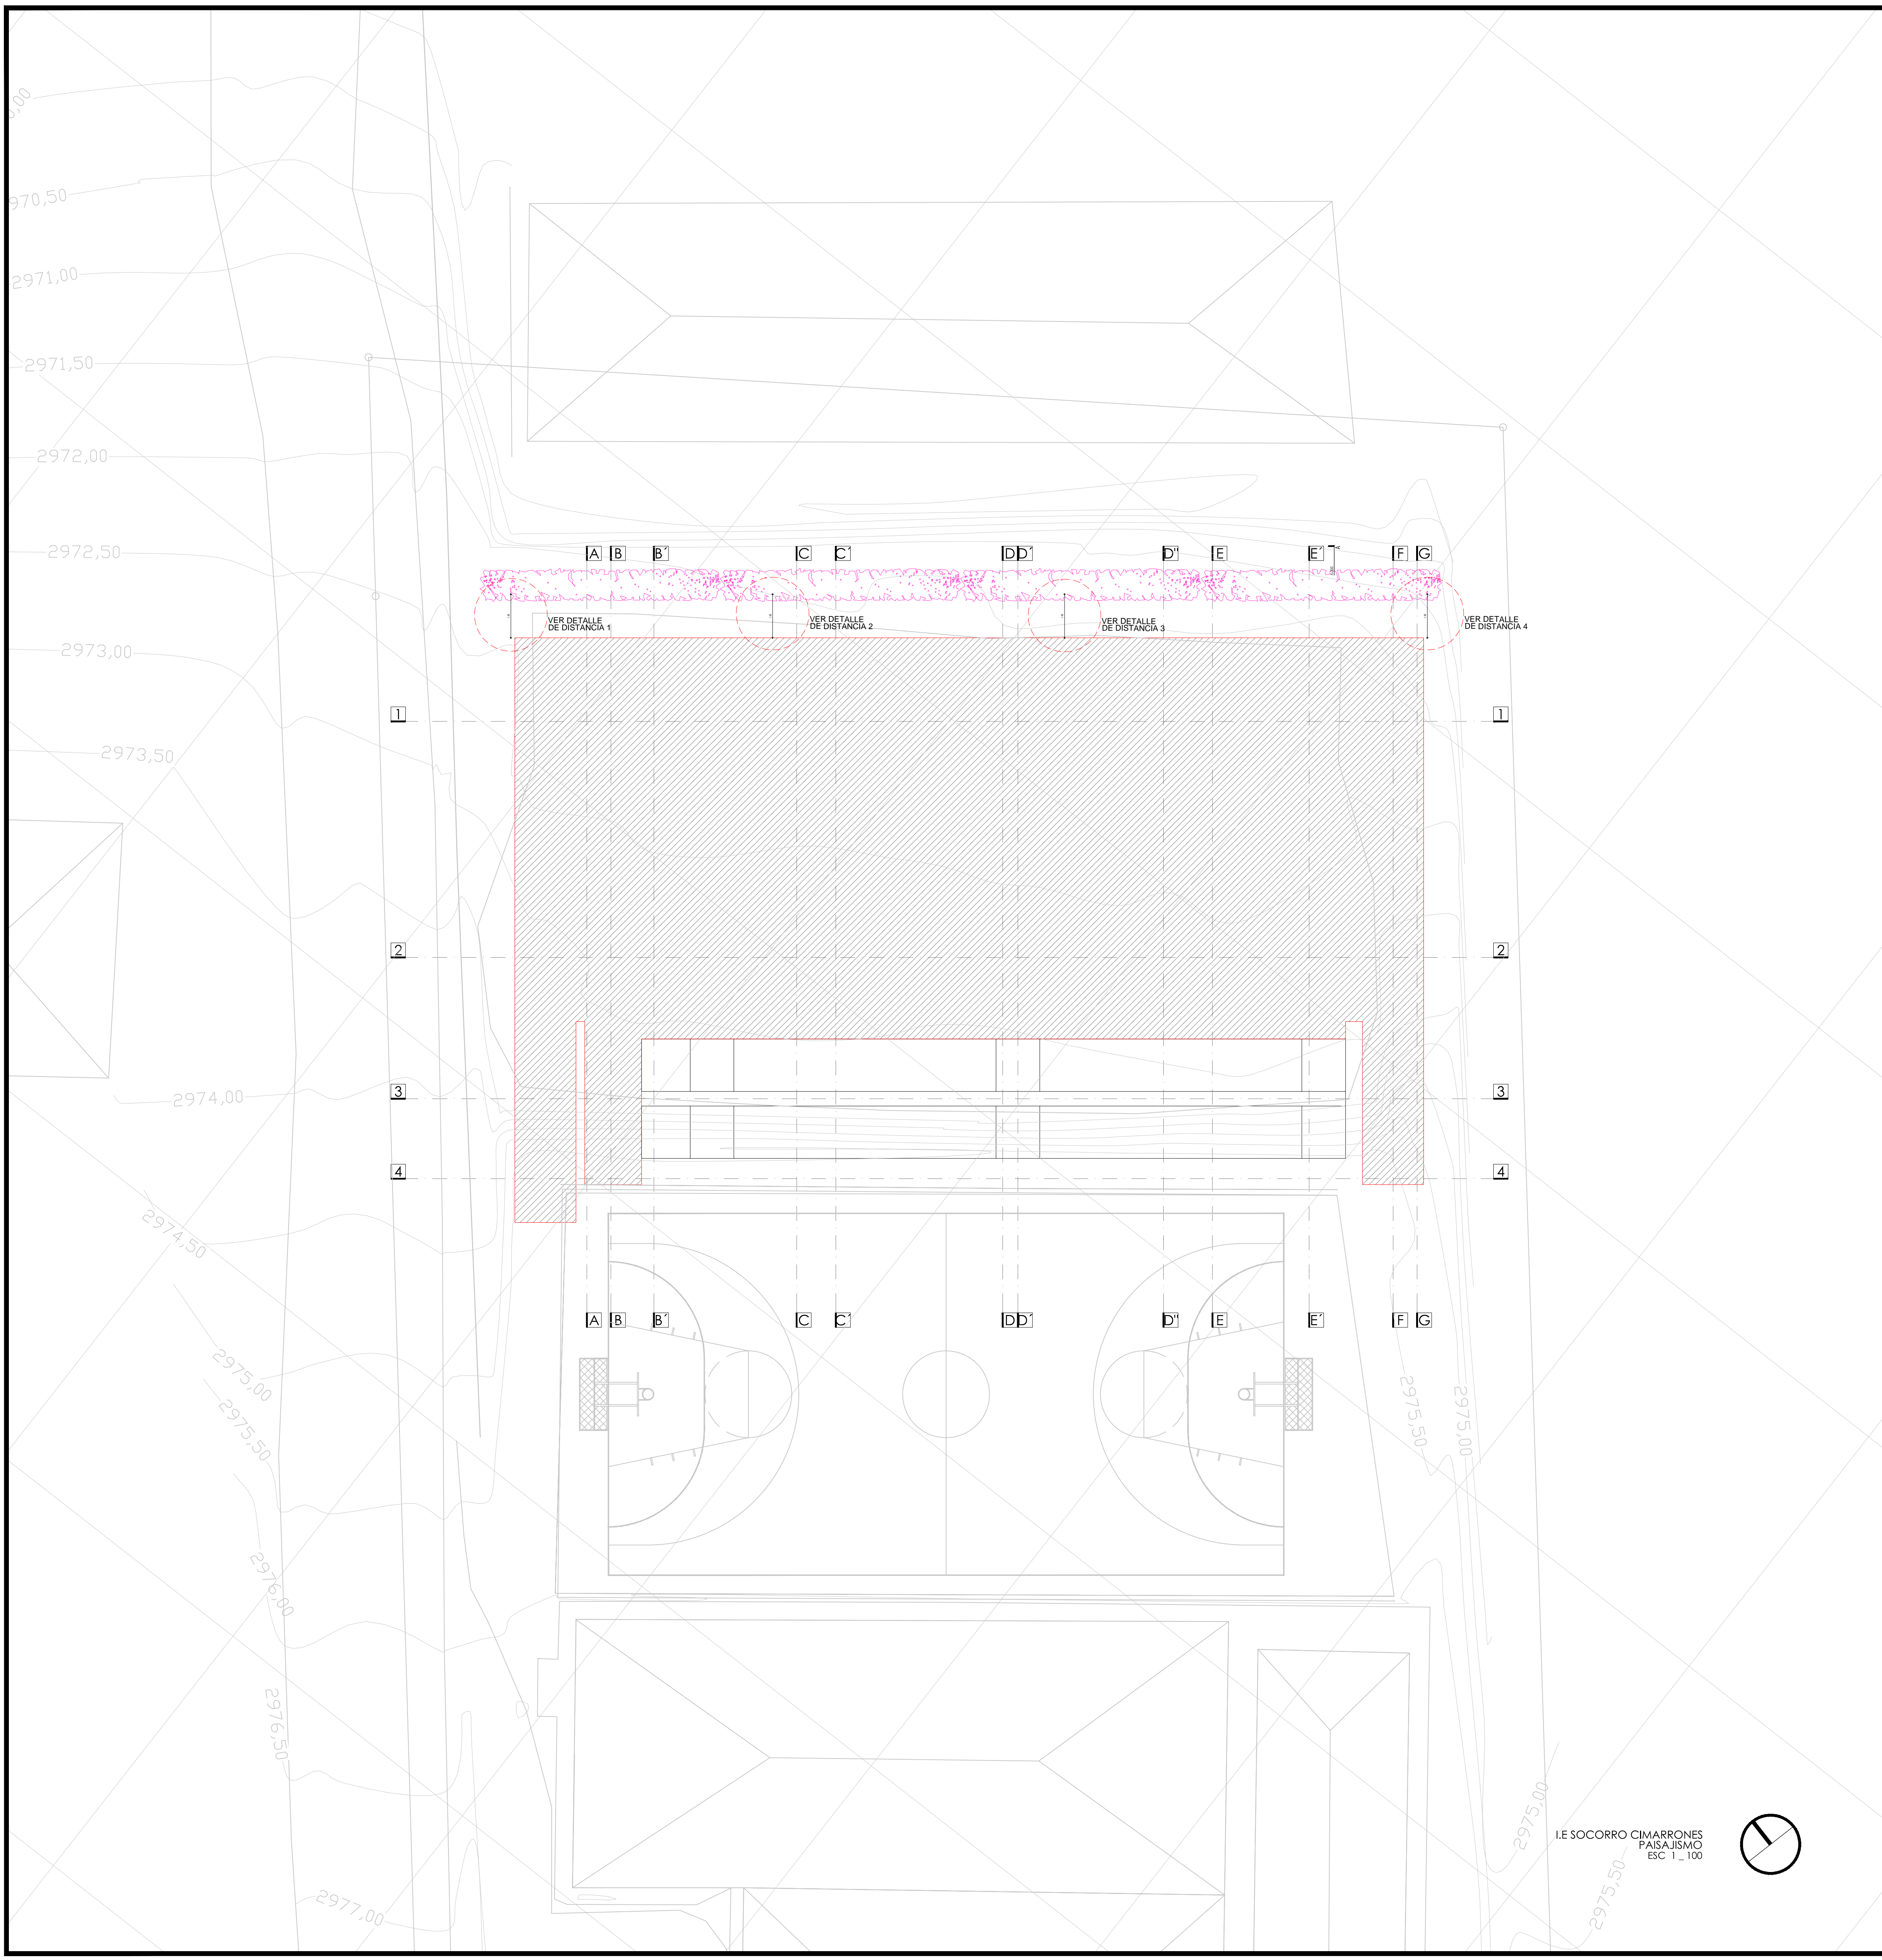 970,50
2971,00
2971,50
2972,00
2972,50
A B B´ C C´ D D´ D" E E´ F G
VER DETALLE
DE DISTANCIA 1
VER DETALLE
DE DISTANCIA 2
VER DETALLE
DE DISTANCIA 3
VER DETALLE
DE DISTANCIA 4
2973,00
1 1
2973,50
2 2
2974,00
3 3
4 4
2974,50
A B B´ C C´ D D´ D" E E´ F G
2975,00
2975,50
2975,50
2975,00
2976,00
2976,50
2977,00
2975,00
2975,50
I.E SOCORRO CIMARRONES
PAISAJISMO
ESC 1 _ 100